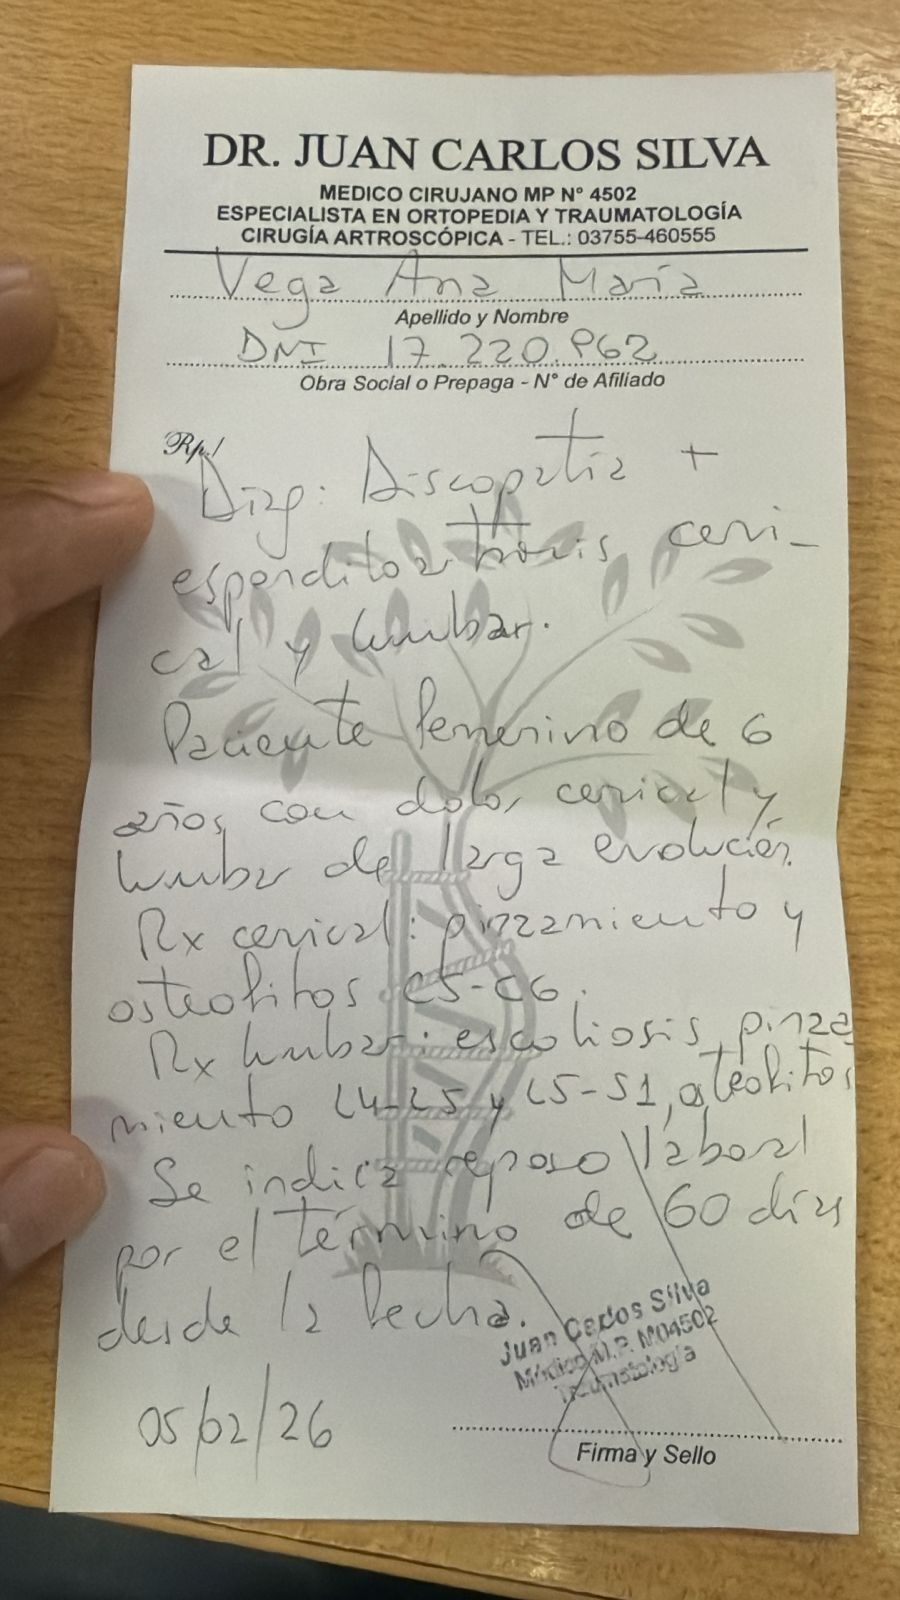 DR. JUAN CARLOS SILVA
MEDICO CIRUJANO MP N° 4502
ESPECIALISTA EN ORTOPEDIA Y TRAUMATOLOGÍA
CIRUGÍA ARTROSCÓPICA - TEL.: 03755-460555
Vega Ana María
Apellido y Nombre
DNI 17.220.962
Obra Social o Prepaga - N° de Afiliado
Rp./
Diag: Discopatia +
espondiloartrosis cervi-
cal y lumbar.
Paciente femenino de 6
años con dolor cervical y
lumbar de larga evolución.
Rx cervical: pinzamiento y
osteofitos C5-C6.
Rx lumbar: escoliosis, pinza
miento L4-L5 y L5-S1, osteofitos
Se indica reposo laboral
por el término de 60 días
desde la fecha.
Juan Carlos Silva
Médico M.P. M04502
Traumatología
05/02/26
Firma y Sello